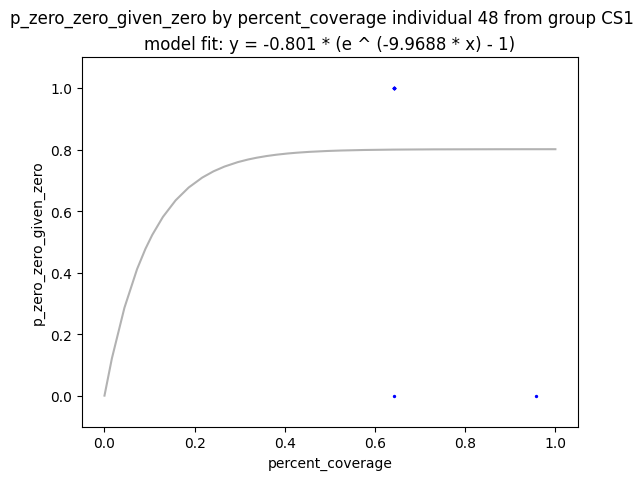 p_zero_zero_given_zero by percent_coverage individual 48 from group CS1
model fit: y = -0.801 * (e ^ (-9.9688 * x) - 1)
1.0
0.8
0.6
0.4
0.2
0.0
p_zero_zero_given_zero
0.0 0.2 0.4 0.6 0.8 1.0
percent_coverage